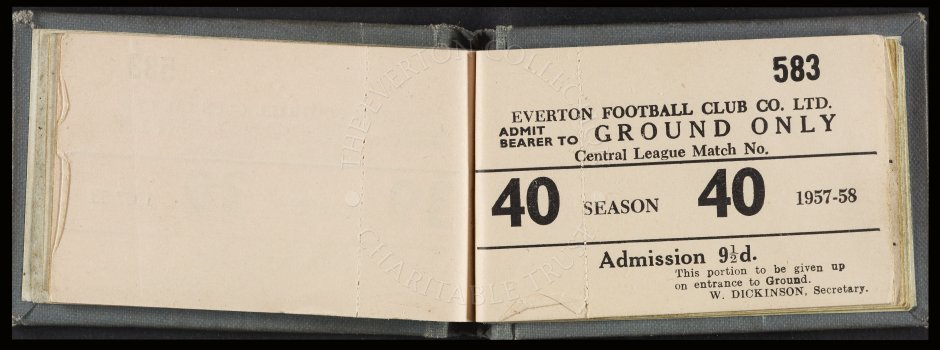 583
EVERTON FOOTBALL CLUB CO. LTD.
ADMIT
BEARER TO GROUND ONLY
Central League Match No.
40 SEASON 40 1957-58
Admission 9½d.
This portion to be given up
on entrance to Ground.
W. DICKINSON, Secretary.
THE EVERTON COLLECTION
CHARITABLE TRUST